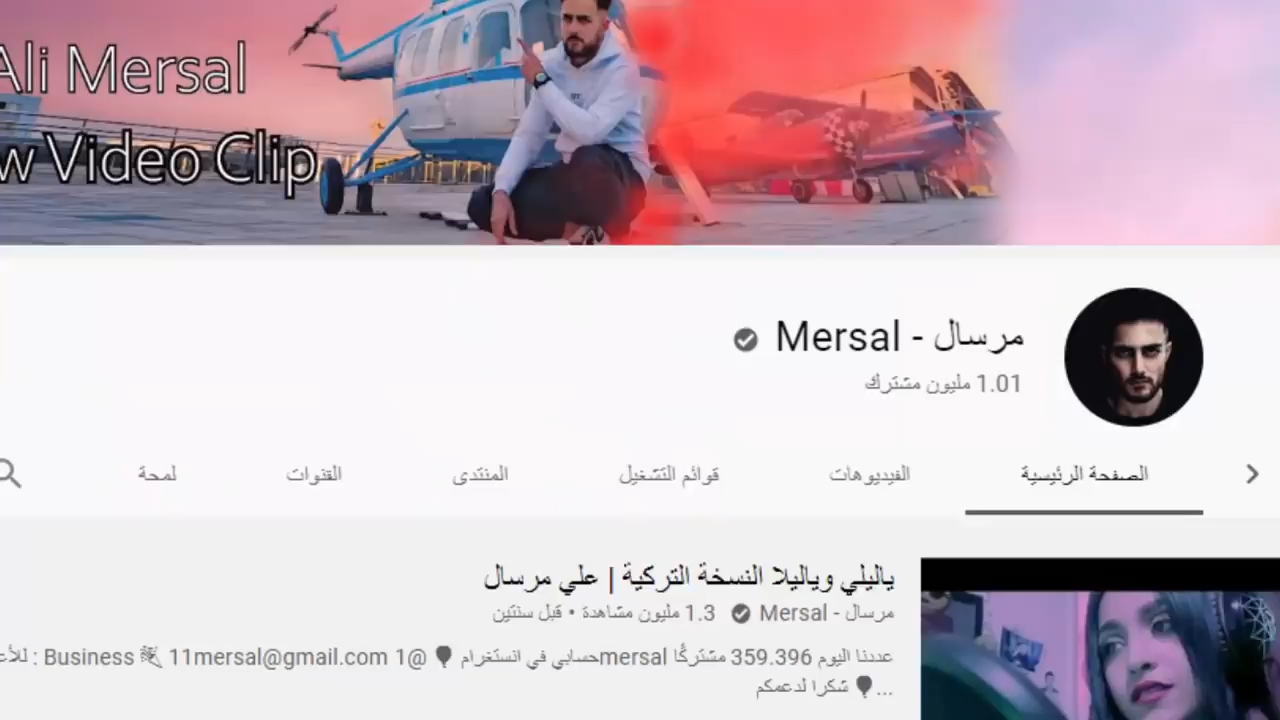 Ali Mersal
w Video Clip
مرسال - Mersal
1.01 مليون مشترك
الصفحة الرئيسية
الفيديوهات
قوائم التشغيل
المنتدى
القنوات
لمحة
ياليلي وياليلا النسخة التركية | علي مرسال
مرسال - Mersal
1.3 مليون مشاهدة • قبل سنتين
عددنا اليوم 359.396 مشتركًا mersalحسابي في انستغرام 🎈 @1 11mersal@gmail.com 🎉 Business : للأع
...🎈 شكرا لدعمكم